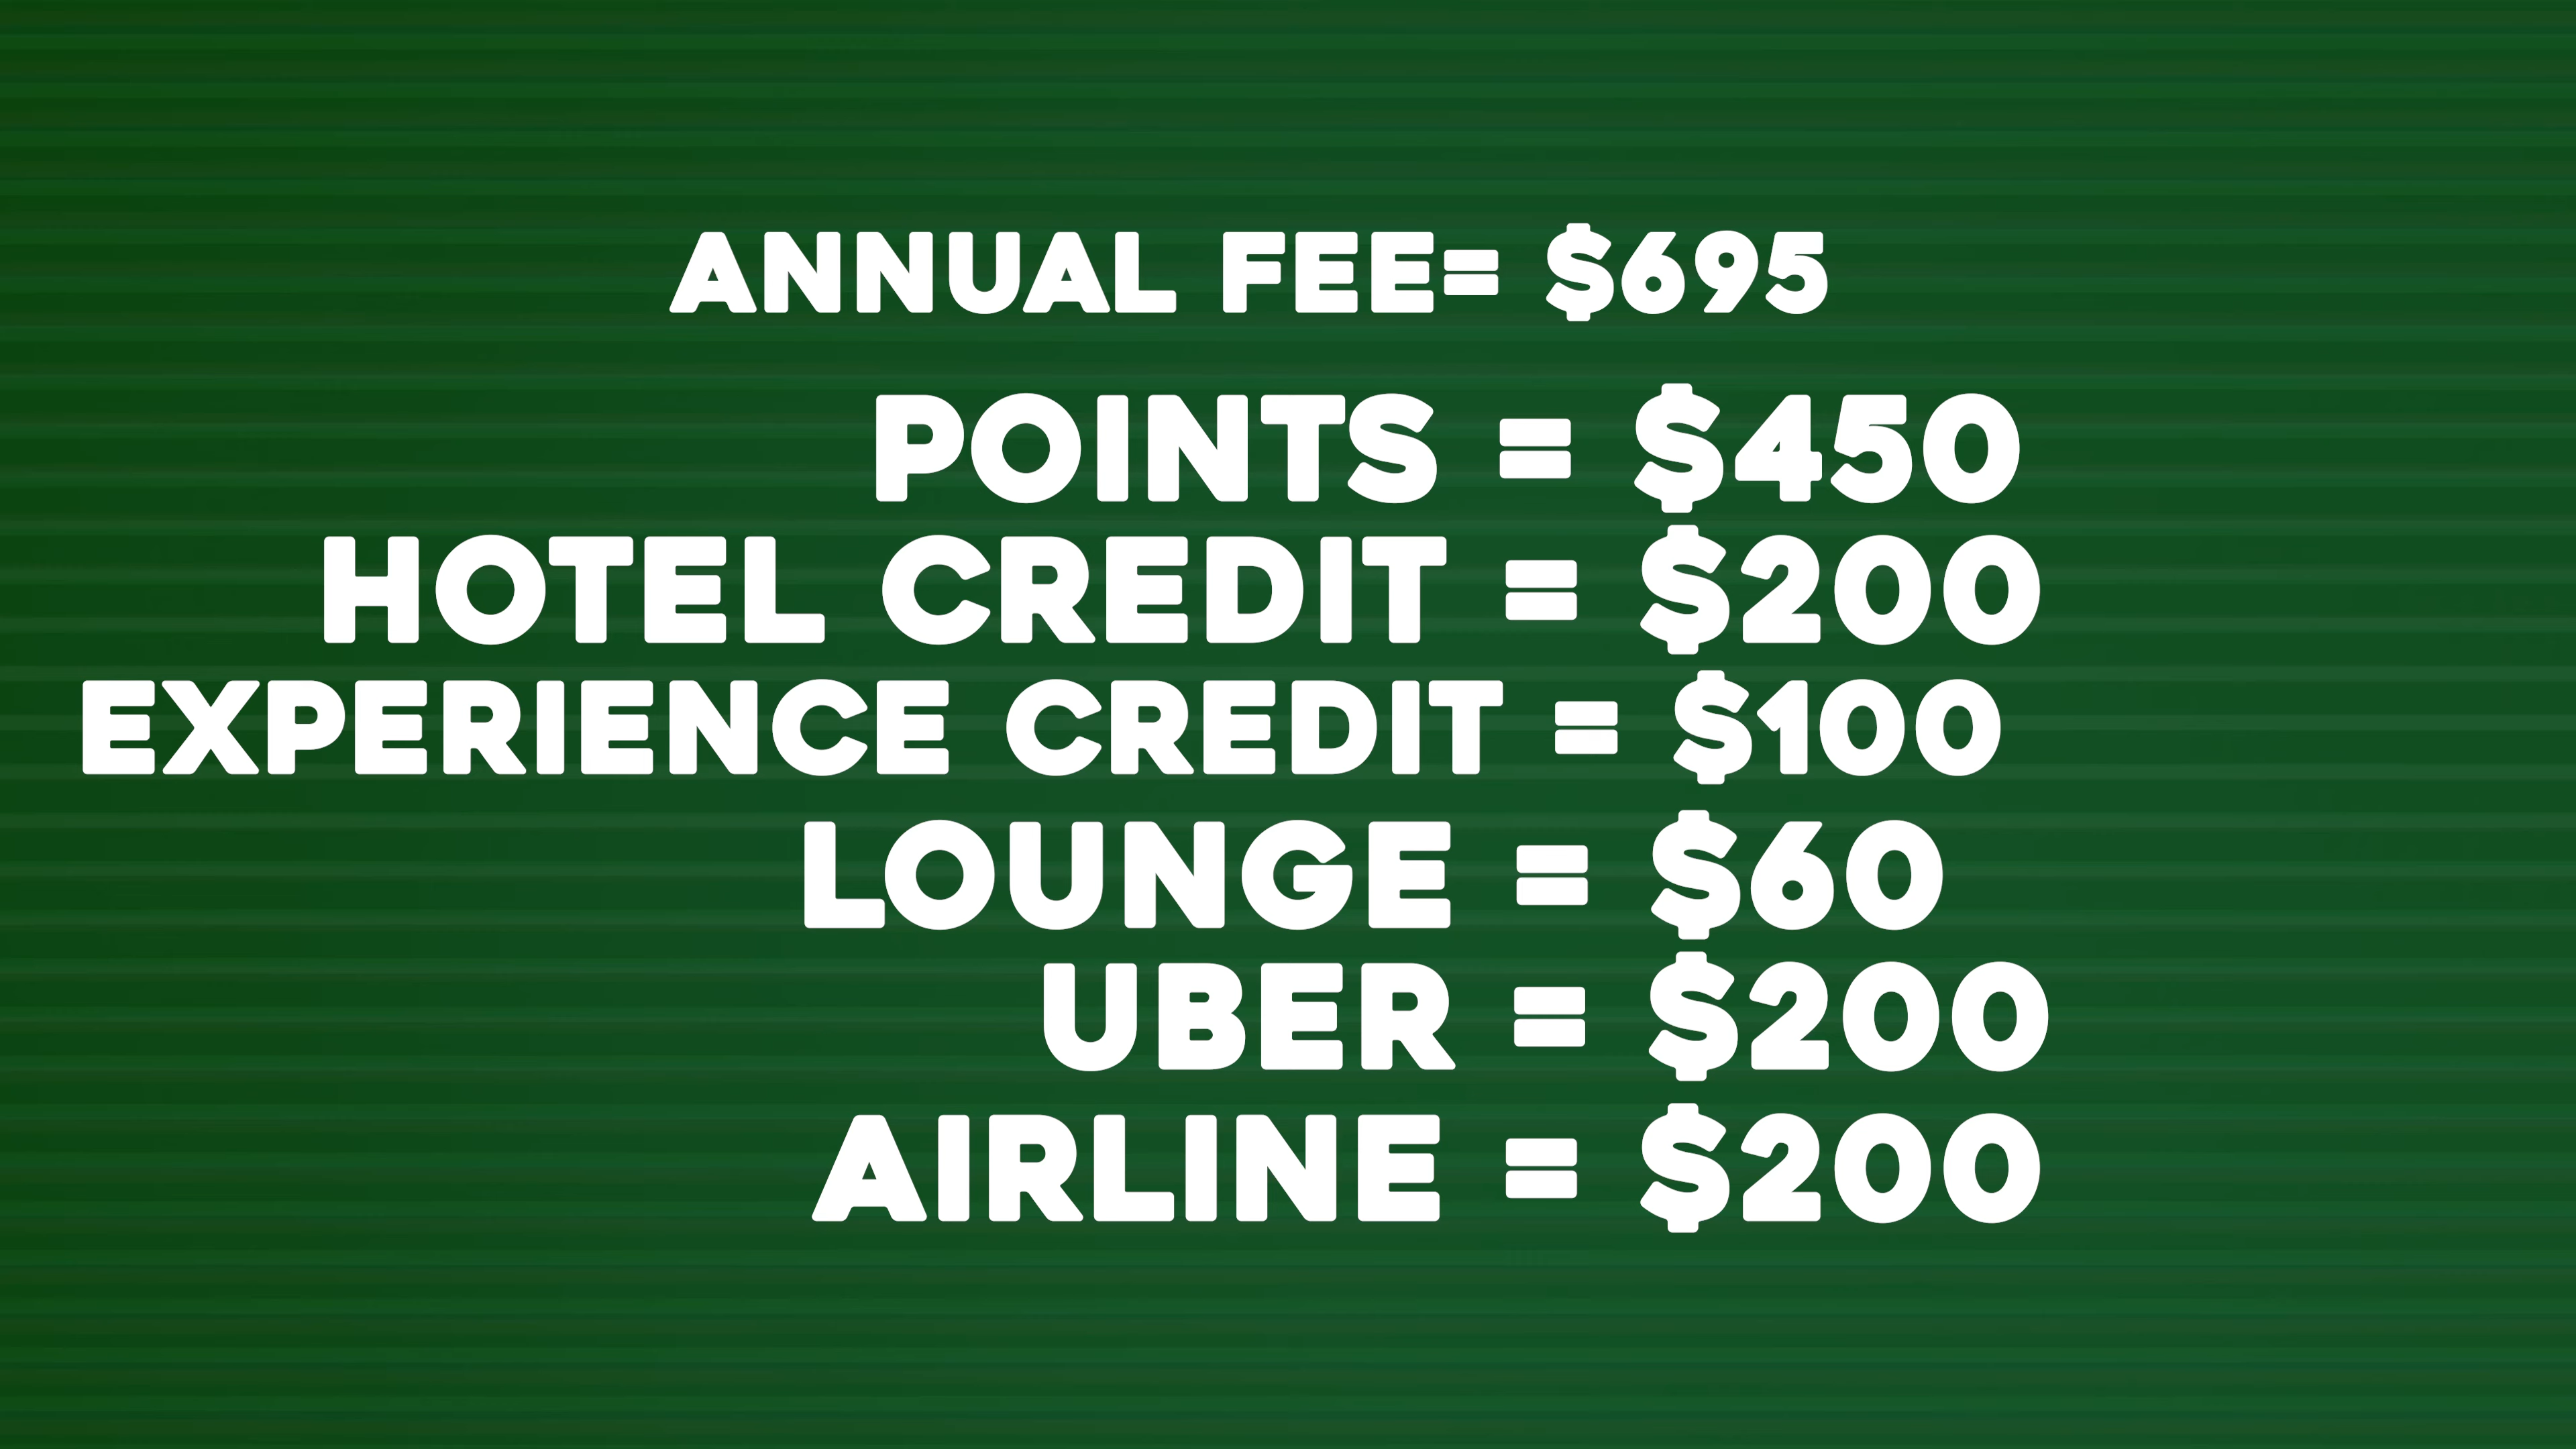 ANNUAL FEE= $695
POINTS = $450
HOTEL CREDIT = $200
EXPERIENCE CREDIT = $100
LOUNGE = $60
UBER = $200
AIRLINE = $200